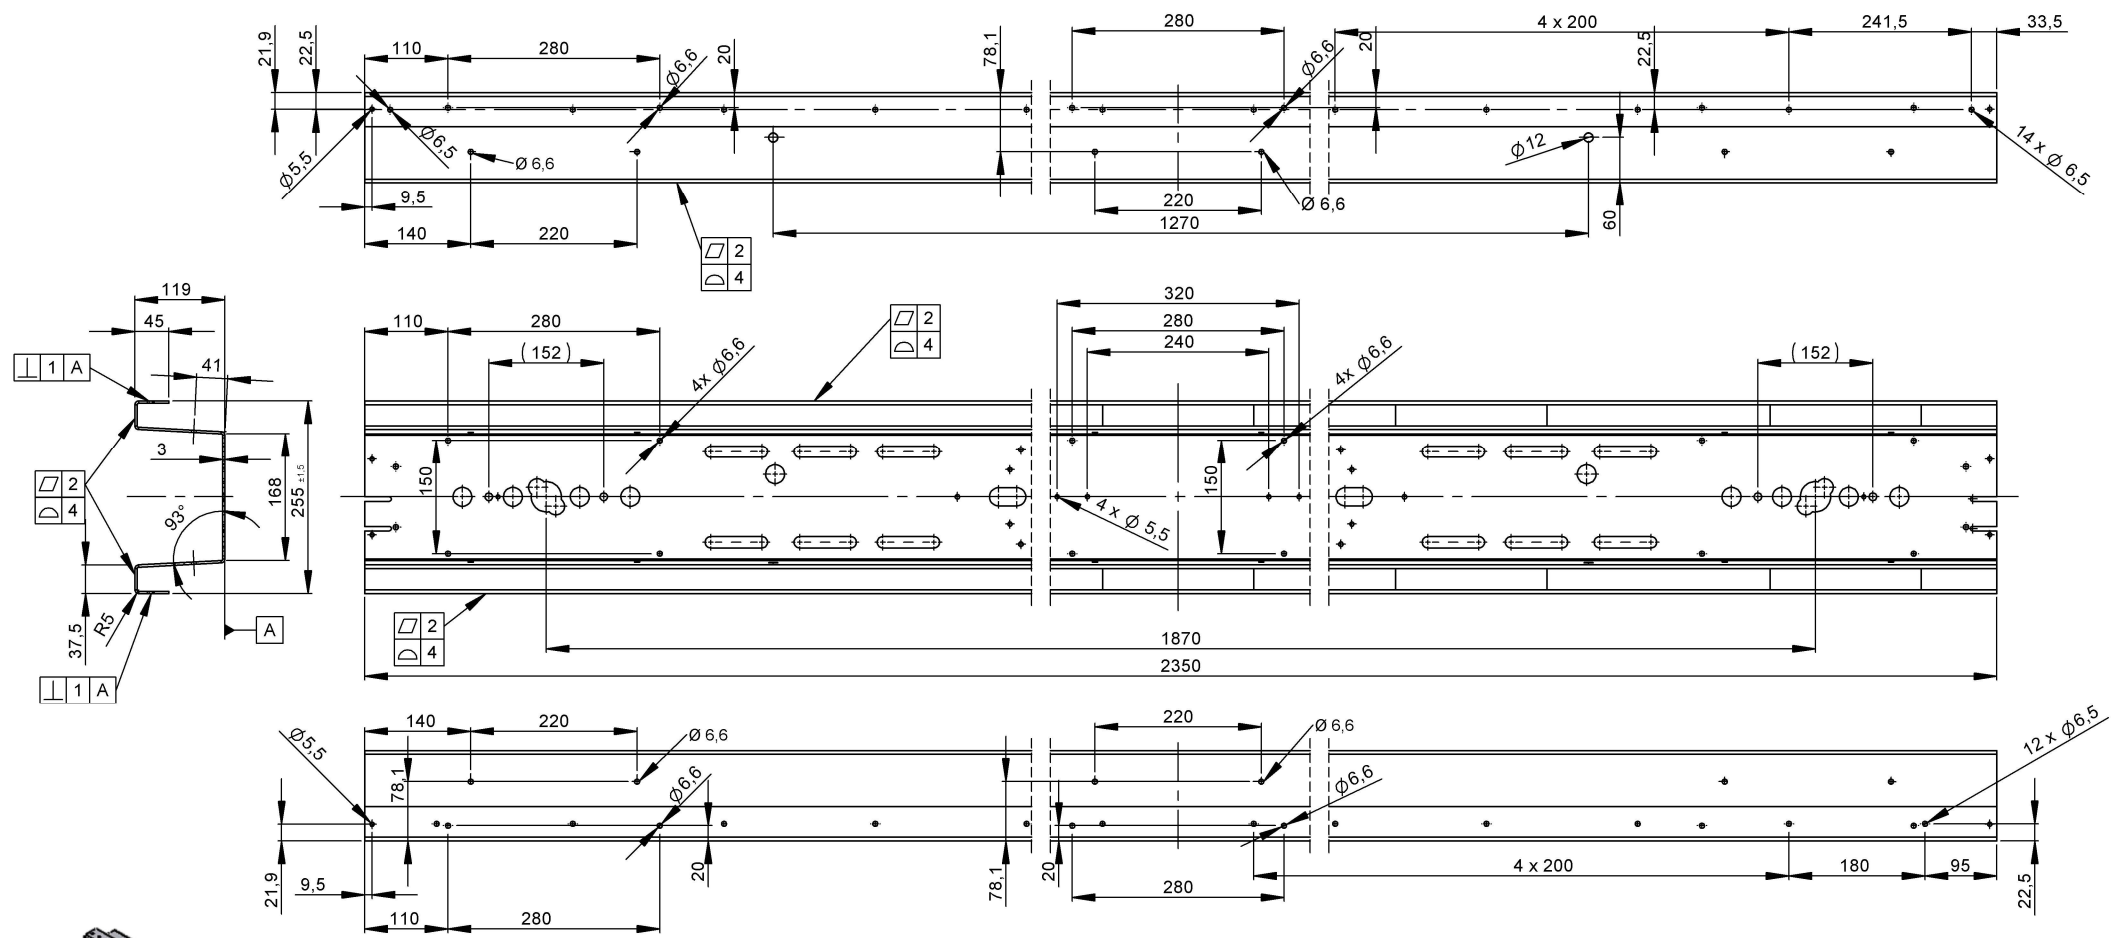 280
4 x 200
241,5
33,5
21,9
22,5
110
280
Ø6,6
20
78,1
Ø6,6
20
22,5
Ø5,5
Ø6,5
Ø 6,6
Ø12
14 x Ø 6,5
9,5
220
Ø 6,6
60
140
220
1270
2
4
119
320
45
110
280
280
2
4
1 A
41
(152)
4x Ø6,6
240
4x Ø6,6
(152)
3
2
4
93°
168
255 ±1,5
150
150
4 x Ø 5,5
37,5
R5
A
2
4
1870
2350
1 A
140
220
Ø 6,6
220
Ø 6,6
12 x Ø6,5
Ø5,5
78,1
Ø6,6
78,1
Ø6,6
21,9
9,5
20
20
4 x 200
180
95
22,5
280
110
280